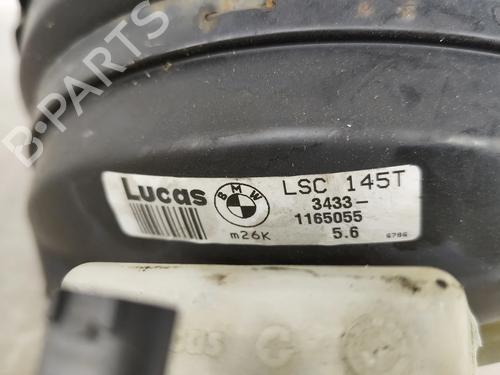 B-PARTS
Lucas
BMW
LSC 145T
3433-
1165055
m26K
5.6
6786